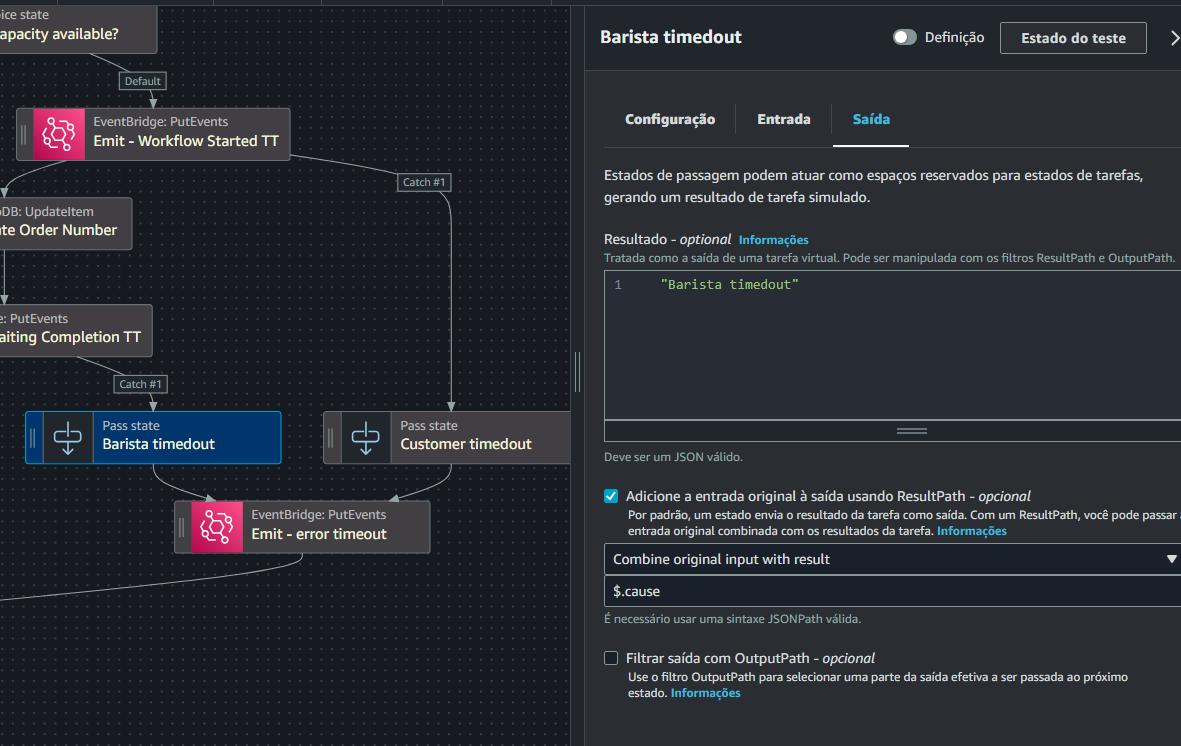 ice state
apacity available?
Default
EventBridge: PutEvents
Emit - Workflow Started TT
Catch #1
DB: UpdateItem
te Order Number
e: PutEvents
aiting Completion TT
Catch #1
Pass state
Barista timedout
Pass state
Customer timedout
EventBridge: PutEvents
Emit - error timeout
Barista timedout
Definição
Estado do teste
Configuração
Entrada
Saída
Estados de passagem podem atuar como espaços reservados para estados de tarefas,
gerando um resultado de tarefa simulado.
Resultado - optional Informações
Tratada como a saída de uma tarefa virtual. Pode ser manipulada com os filtros ResultPath e OutputPath.
1 "Barista timedout"
Deve ser um JSON válido.
Adicione a entrada original à saída usando ResultPath - opcional
Por padrão, um estado envia o resultado da tarefa como saída. Com um ResultPath, você pode passar a
entrada original combinada com os resultados da tarefa. Informações
Combine original input with result
$.cause
É necessário usar uma sintaxe JSONPath válida.
Filtrar saída com OutputPath - opcional
Use o filtro OutputPath para selecionar uma parte da saída efetiva a ser passada ao próximo
estado. Informações